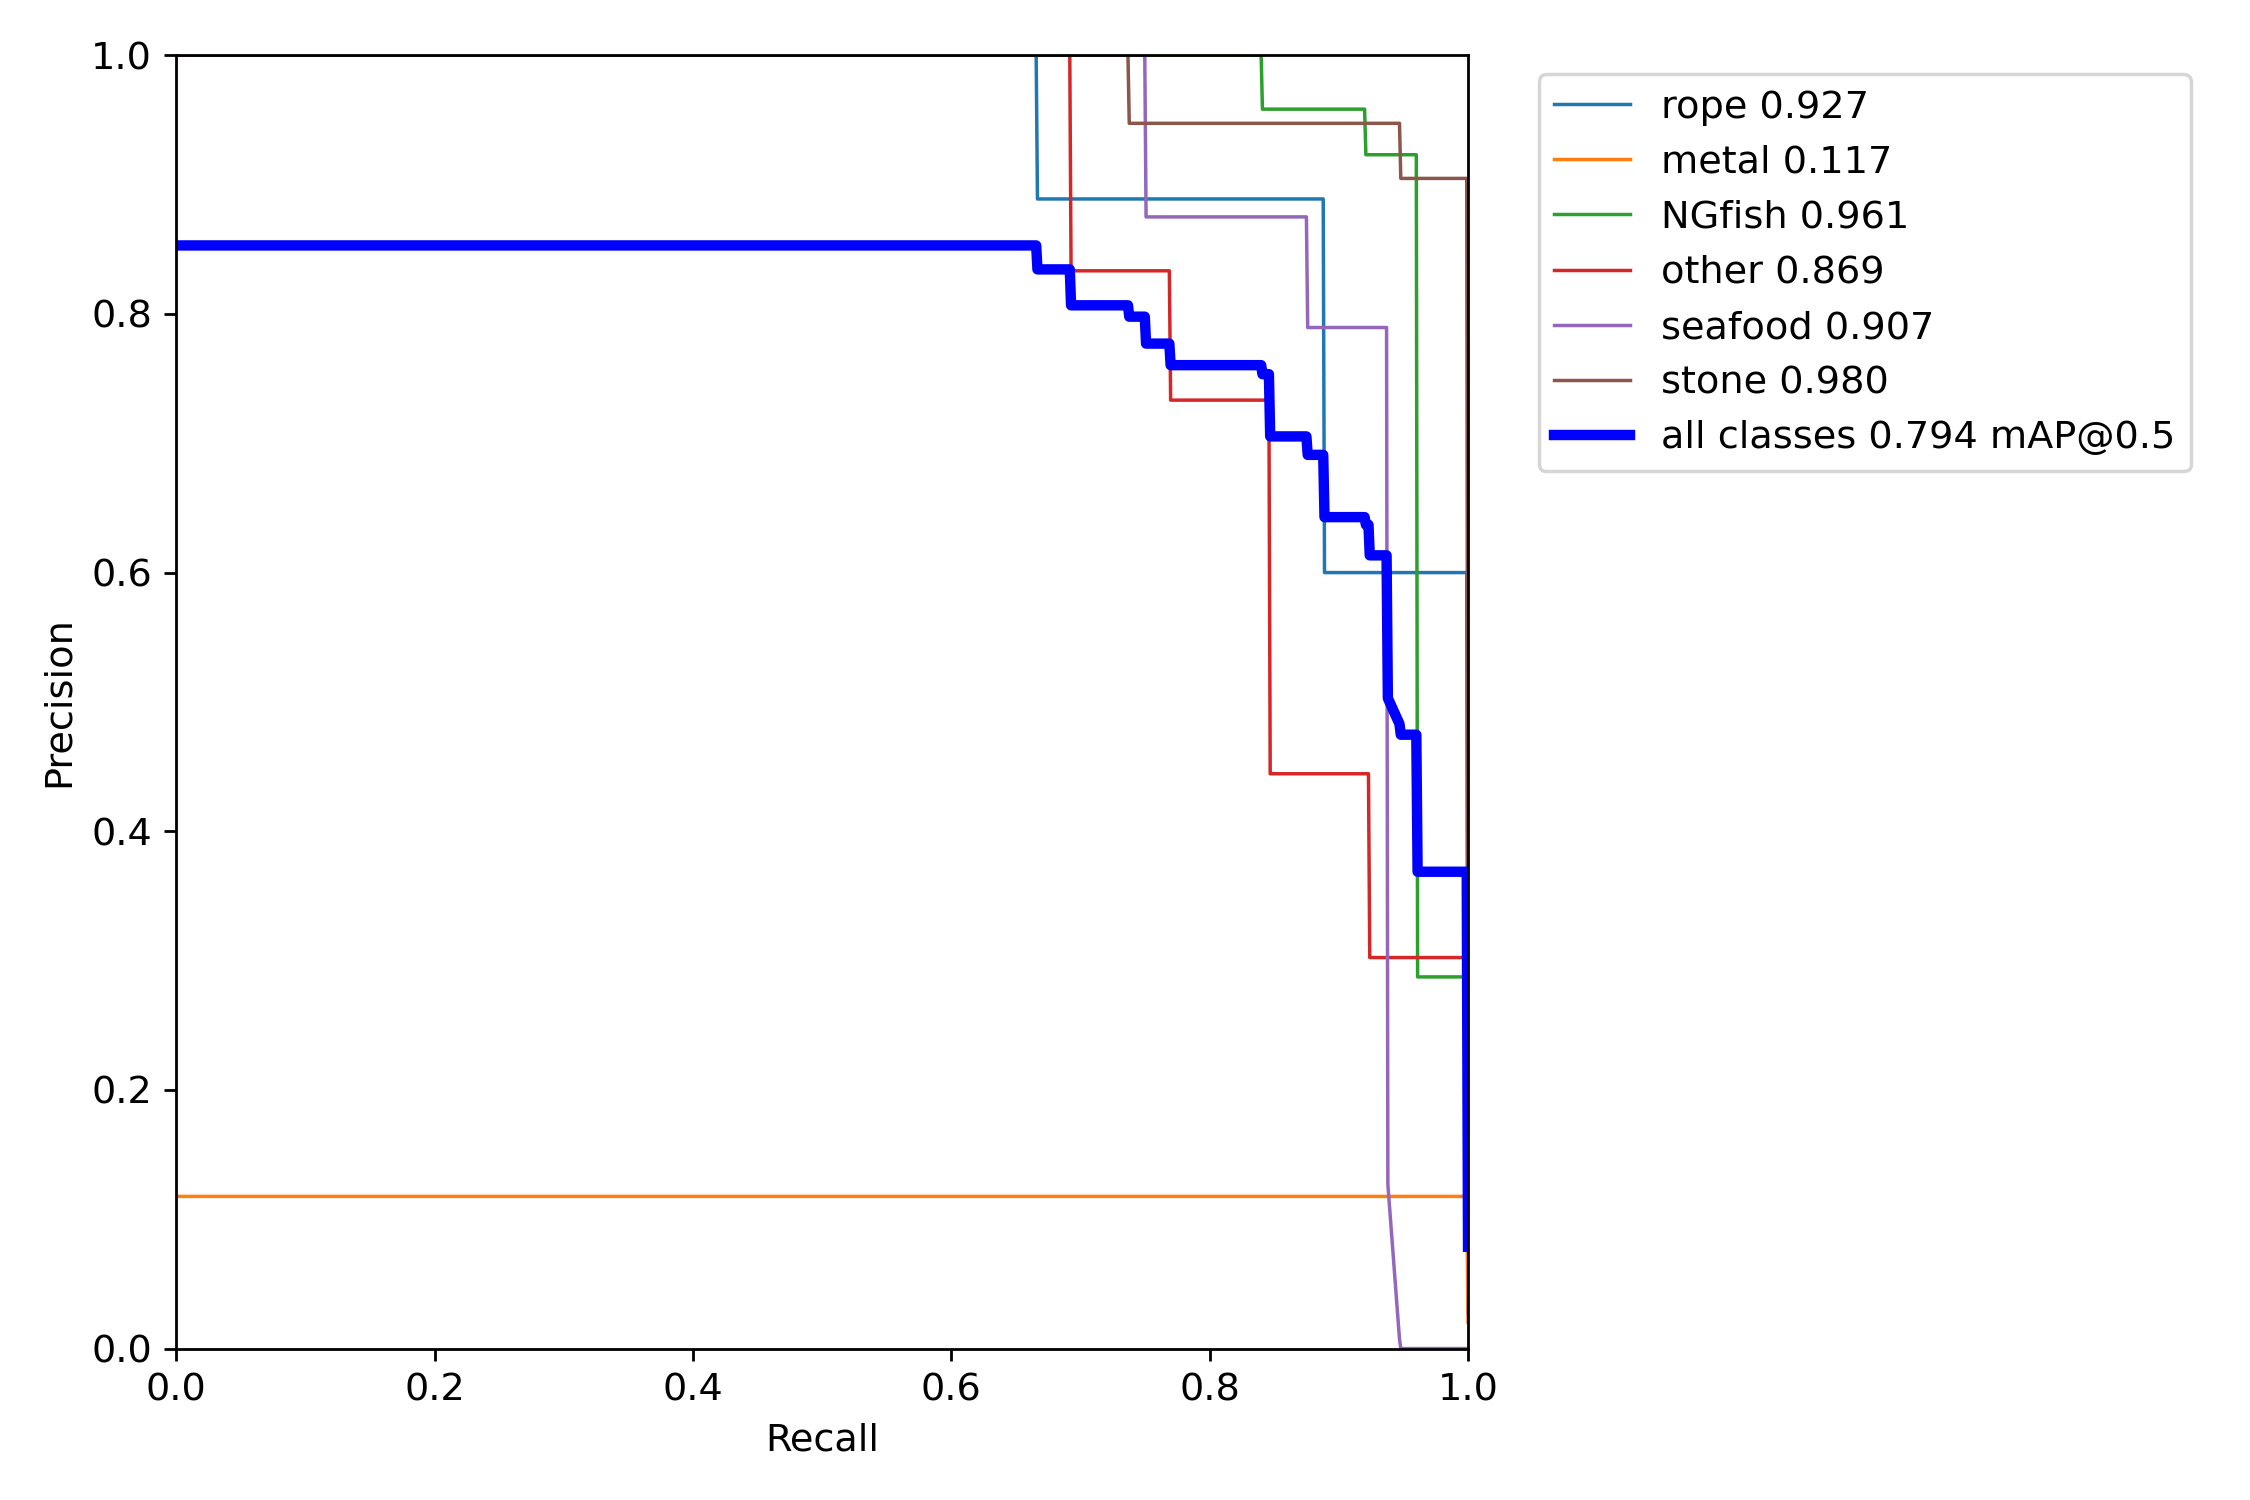 1.0
0.8
0.6
0.4
0.2
0.0
Precision
0.0 0.2 0.4 0.6 0.8 1.0
Recall
rope 0.927
metal 0.117
NGfish 0.961
other 0.869
seafood 0.907
stone 0.980
all classes 0.794 mAP@0.5